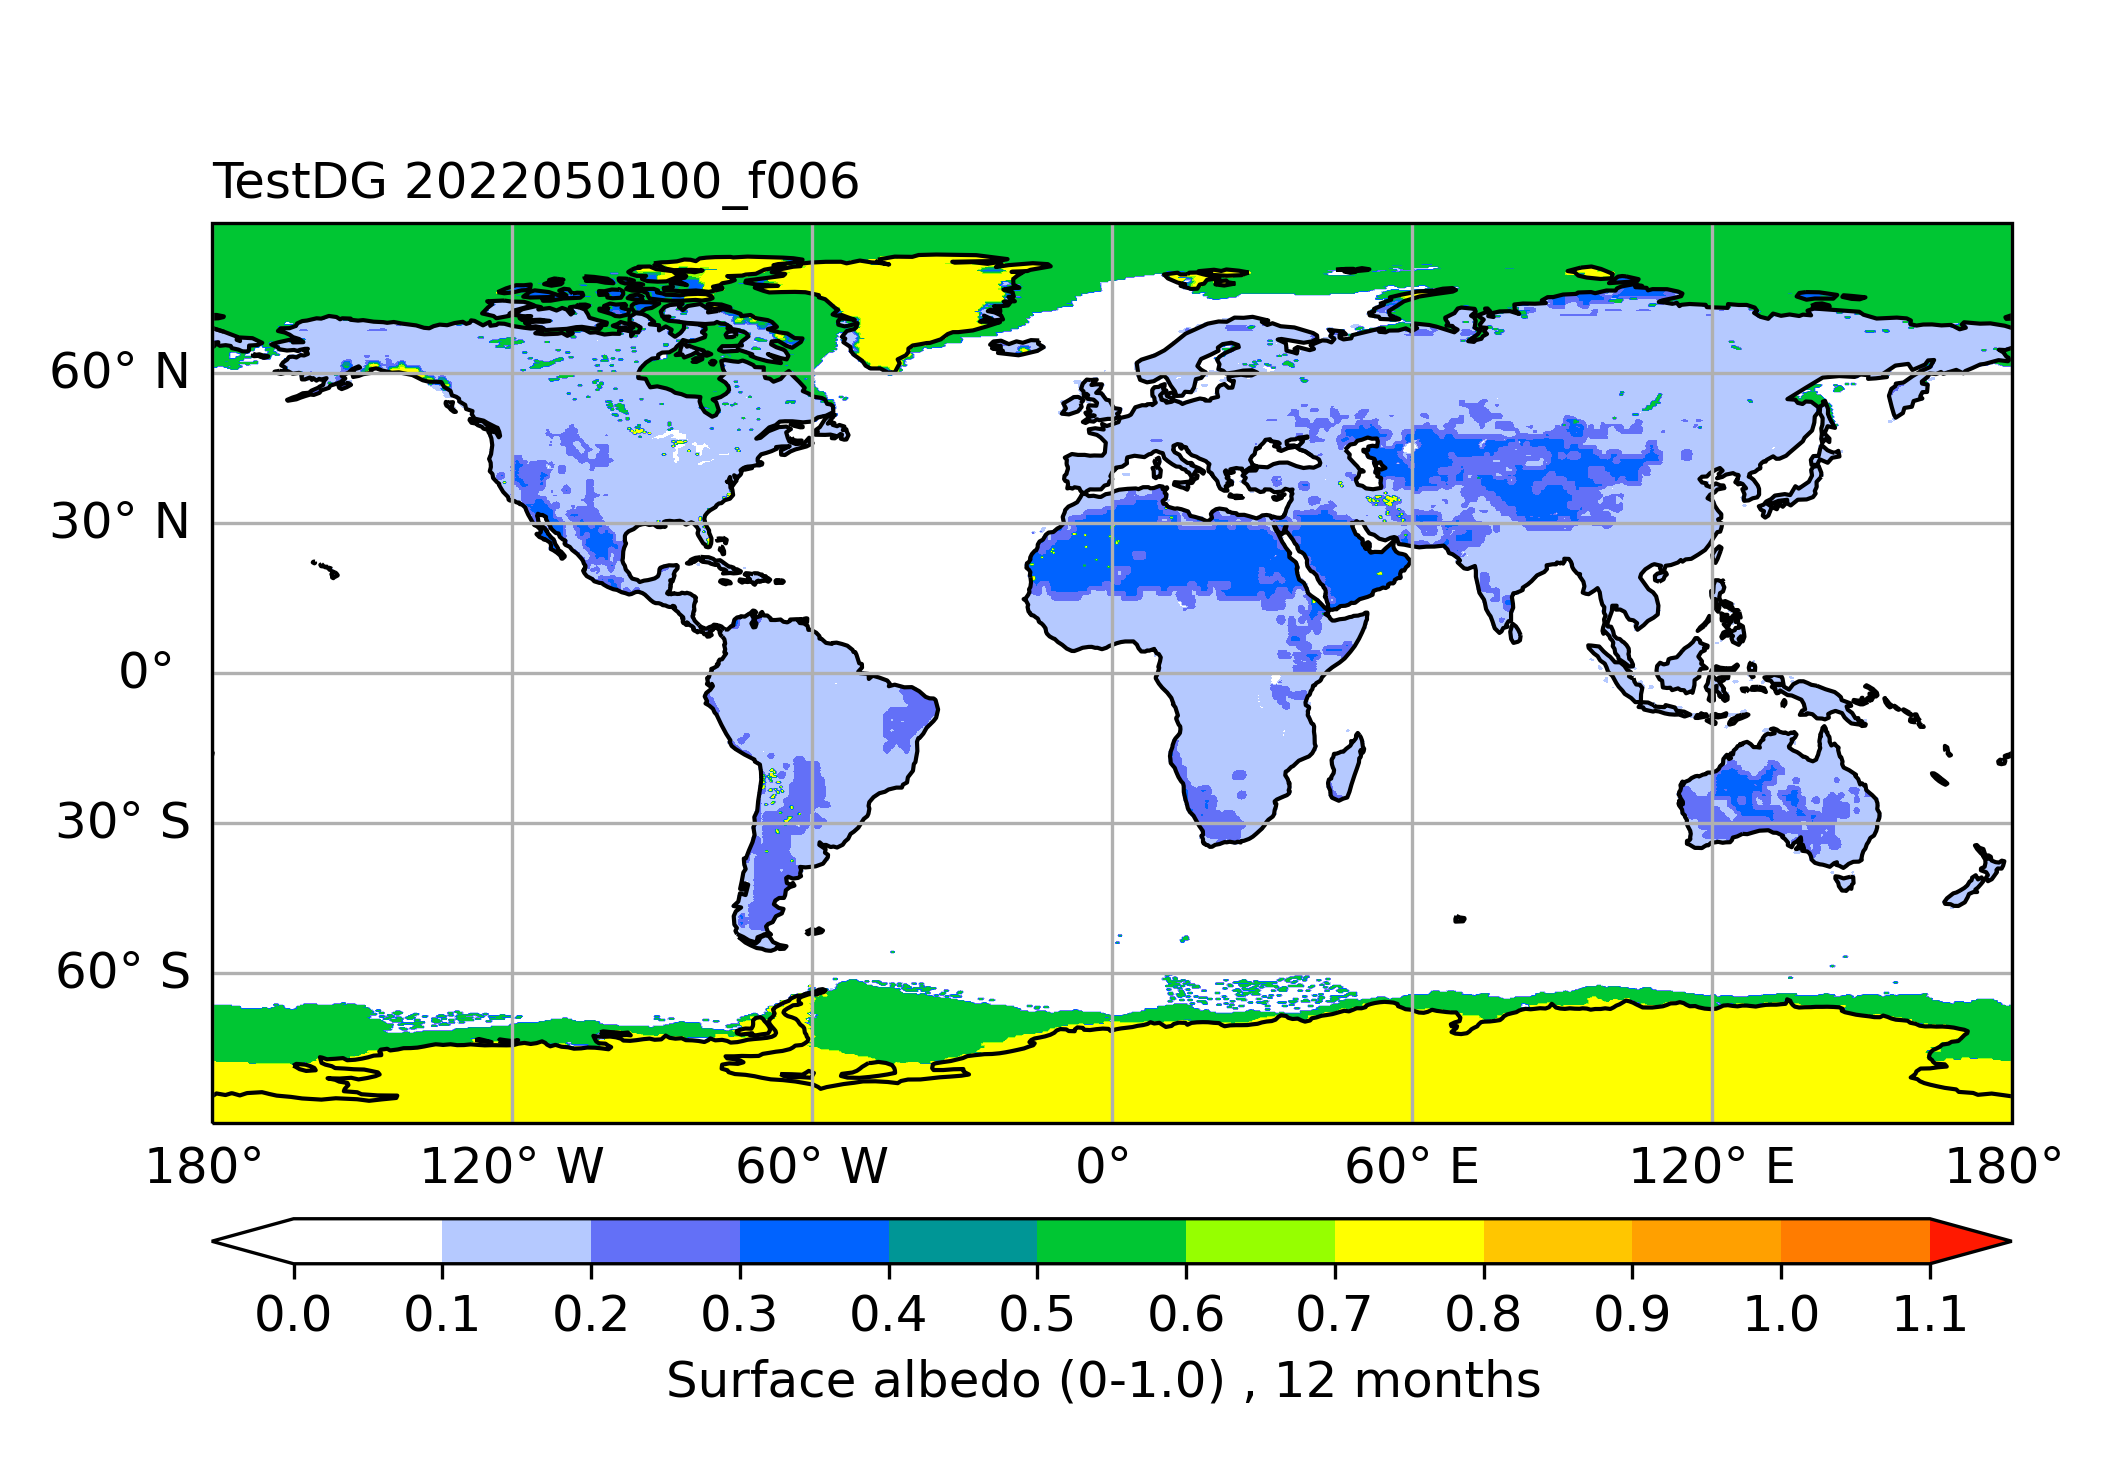 TestDG 2022050100_f006
60° N
30° N
0°
30° S
60° S
180° 120° W 60° W 0° 60° E 120° E 180°
0.0 0.1 0.2 0.3 0.4 0.5 0.6 0.7 0.8 0.9 1.0 1.1
Surface albedo (0-1.0) , 12 months